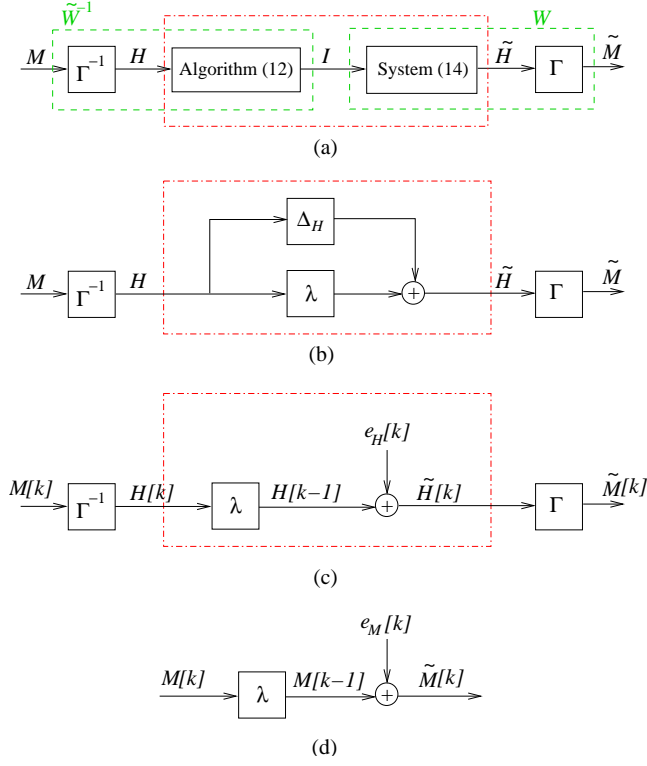 W̃⁻¹ W
M Γ⁻¹ H Algorithm (12) I System (14) H̃ Γ M̃
(a)
Δ_H
M Γ⁻¹ H λ + H̃ Γ M̃
(b)
e_H[k]
M[k] Γ⁻¹ H[k] λ H[k−1] + H̃[k] Γ M̃[k]
(c)
e_M[k]
M[k] λ M[k−1] + M̃[k]
(d)